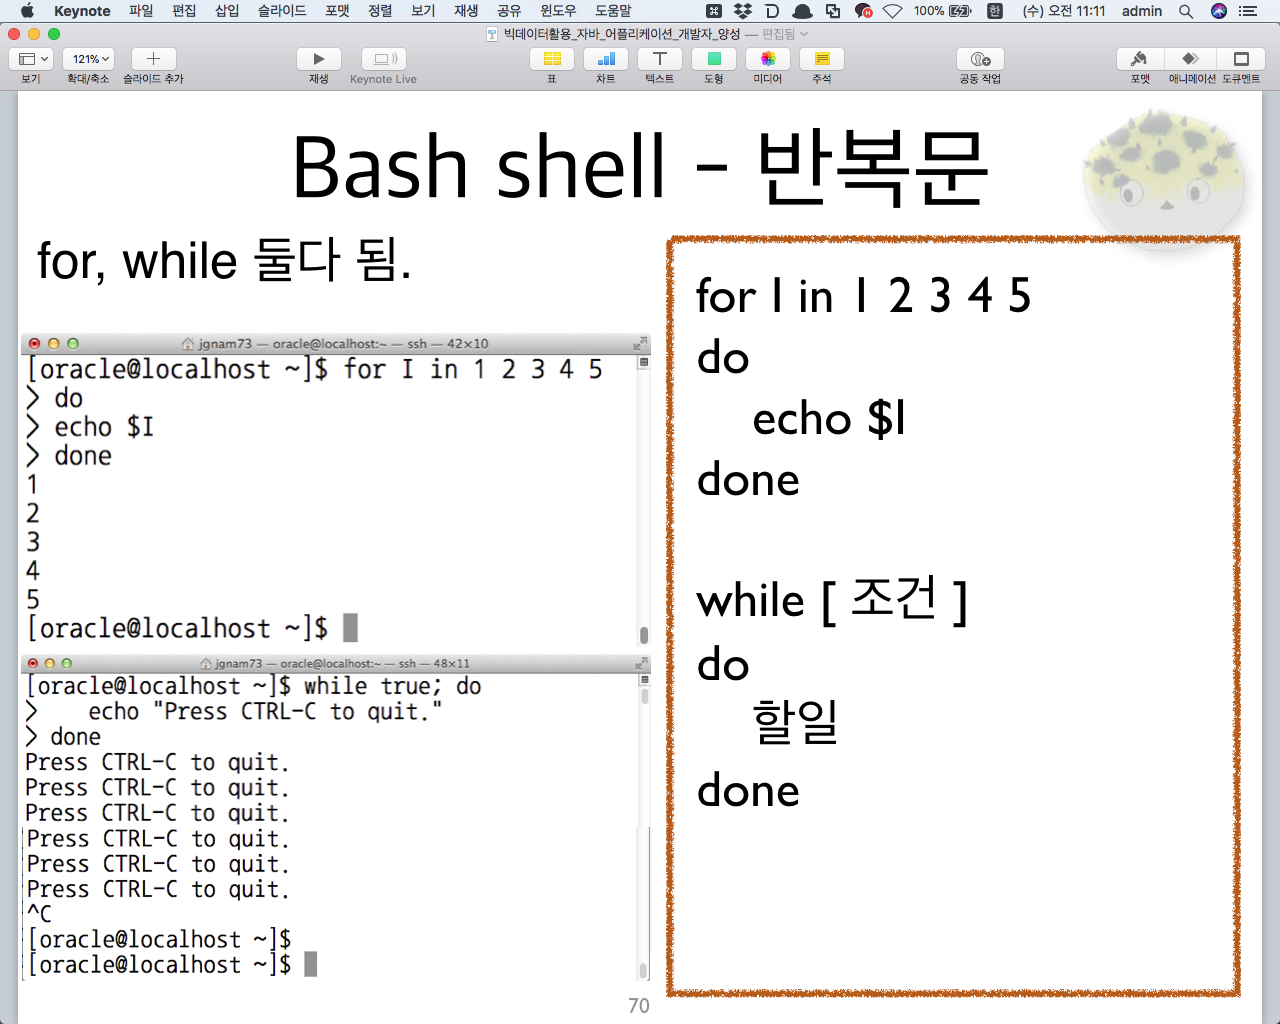 Keynote 파일 편집 삽입 슬라이드 포맷 정렬 보기 재생 공유 윈도우 도움말 100% 한 (수) 오전 11:11 admin
빅데이터활용_자바_어플리케이션_개발자_양성 — 편집됨
121%
보기 확대/축소 슬라이드 추가 재생 Keynote Live 표 차트 텍스트 도형 미디어 주석 공동 작업 포맷 애니메이션 도큐멘트
Bash shell - 반복문
for, while 둘다 됨.
jgnam73 — oracle@localhost:~ — ssh — 42×10
[oracle@localhost ~]$ for I in 1 2 3 4 5
> do
> echo $I
> done
1
2
3
4
5
[oracle@localhost ~]$
jgnam73 — oracle@localhost:~ — ssh — 48×11
[oracle@localhost ~]$ while true; do
>    echo "Press CTRL-C to quit."
> done
Press CTRL-C to quit.
Press CTRL-C to quit.
Press CTRL-C to quit.
Press CTRL-C to quit.
Press CTRL-C to quit.
Press CTRL-C to quit.
^C
[oracle@localhost ~]$
[oracle@localhost ~]$
for I in 1 2 3 4 5
do
echo $I
done
while [ 조건 ]
do
할일
done
70